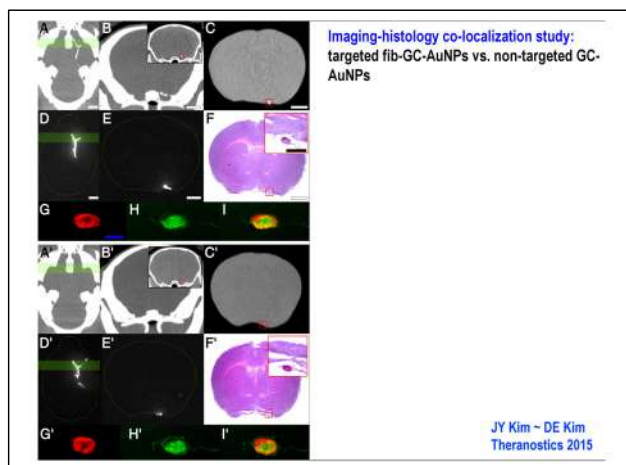 Imaging-histology co-localization study:
targeted fib-GC-AuNPs vs. non-targeted GC-
AuNPs
A B C
D E F
G H I
A' B' C'
D' E' F'
G' H' I'
JY Kim ~ DE Kim
Theranostics 2015